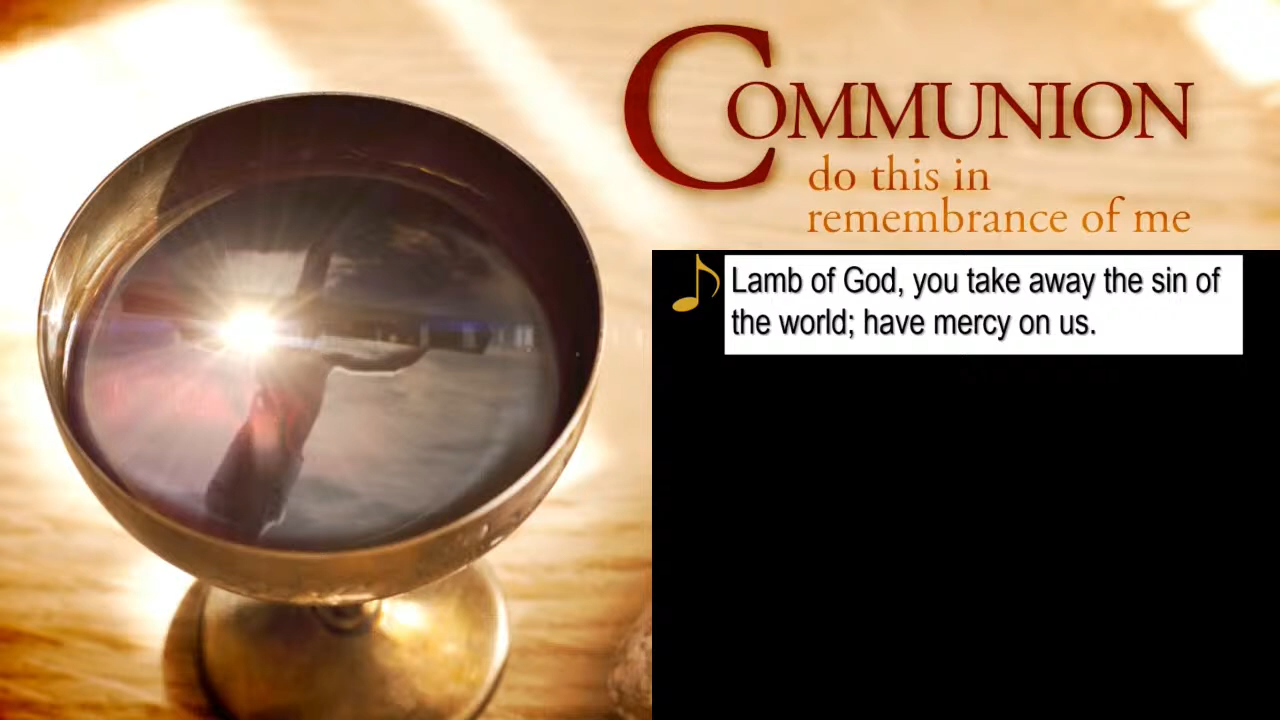 COMMUNION
do this in
remembrance of me
Lamb of God, you take away the sin of
the world; have mercy on us.